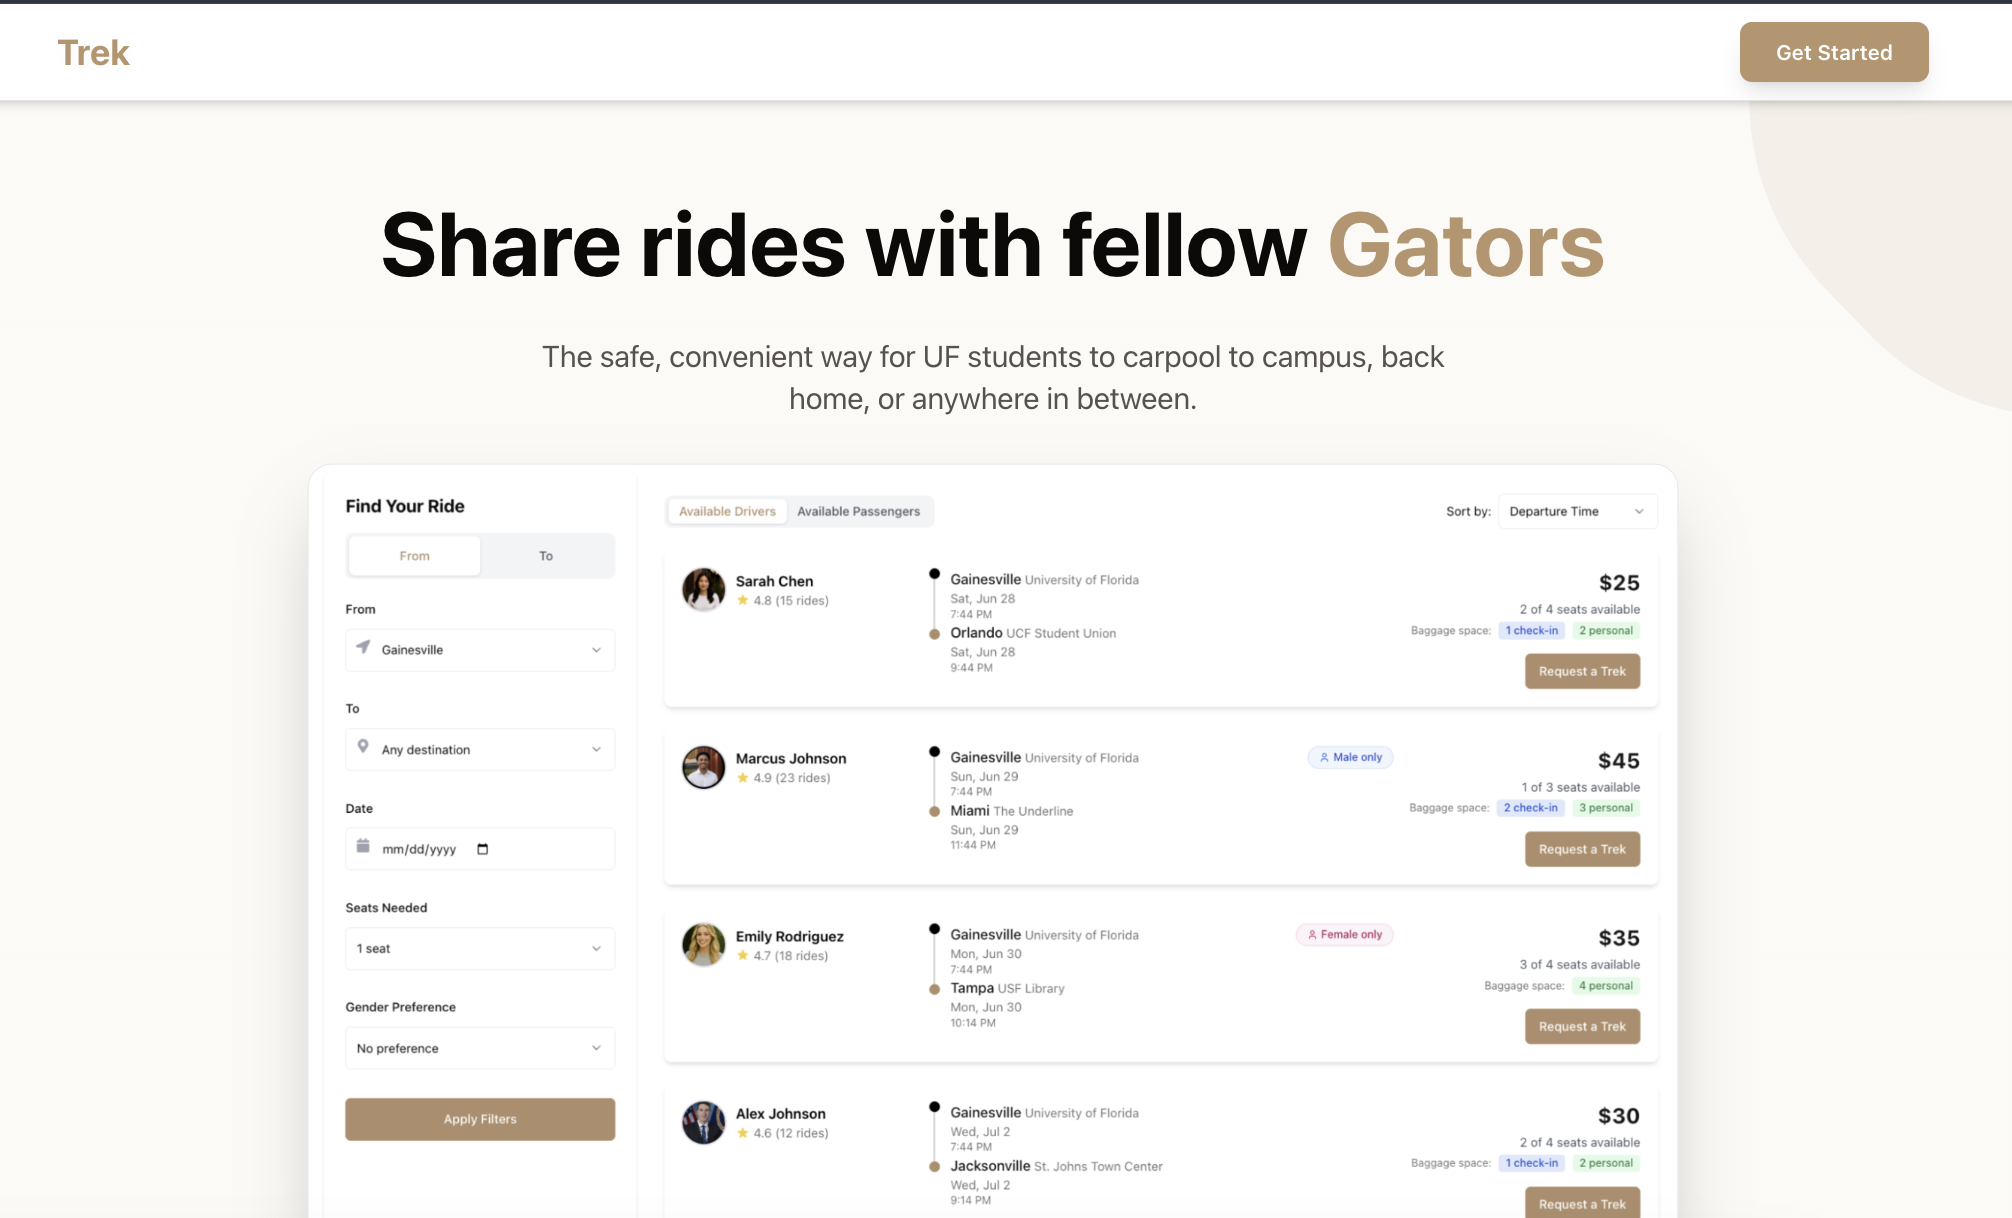 Trek
Get Started
Share rides with fellow Gators
The safe, convenient way for UF students to carpool to campus, back
home, or anywhere in between.
Find Your Ride
From To
From
Gainesville
To
Any destination
Date
mm/dd/yyyy
Seats Needed
1 seat
Gender Preference
No preference
Apply Filters
Available Drivers Available Passengers
Sort by: Departure Time
Sarah Chen
4.8 (15 rides)
Gainesville University of Florida
Sat, Jun 28
7:44 PM
Orlando UCF Student Union
Sat, Jun 28
9:44 PM
$25
2 of 4 seats available
Baggage space: 1 check-in 2 personal
Request a Trek
Marcus Johnson
4.9 (23 rides)
Gainesville University of Florida
Sun, Jun 29
7:44 PM
Miami The Underline
Sun, Jun 29
11:44 PM
Male only
$45
1 of 3 seats available
Baggage space: 2 check-in 3 personal
Request a Trek
Emily Rodriguez
4.7 (18 rides)
Gainesville University of Florida
Mon, Jun 30
7:44 PM
Tampa USF Library
Mon, Jun 30
10:14 PM
Female only
$35
3 of 4 seats available
Baggage space: 4 personal
Request a Trek
Alex Johnson
4.6 (12 rides)
Gainesville University of Florida
Wed, Jul 2
7:44 PM
Jacksonville St. Johns Town Center
Wed, Jul 2
9:14 PM
$30
2 of 4 seats available
Baggage space: 1 check-in 2 personal
Request a Trek